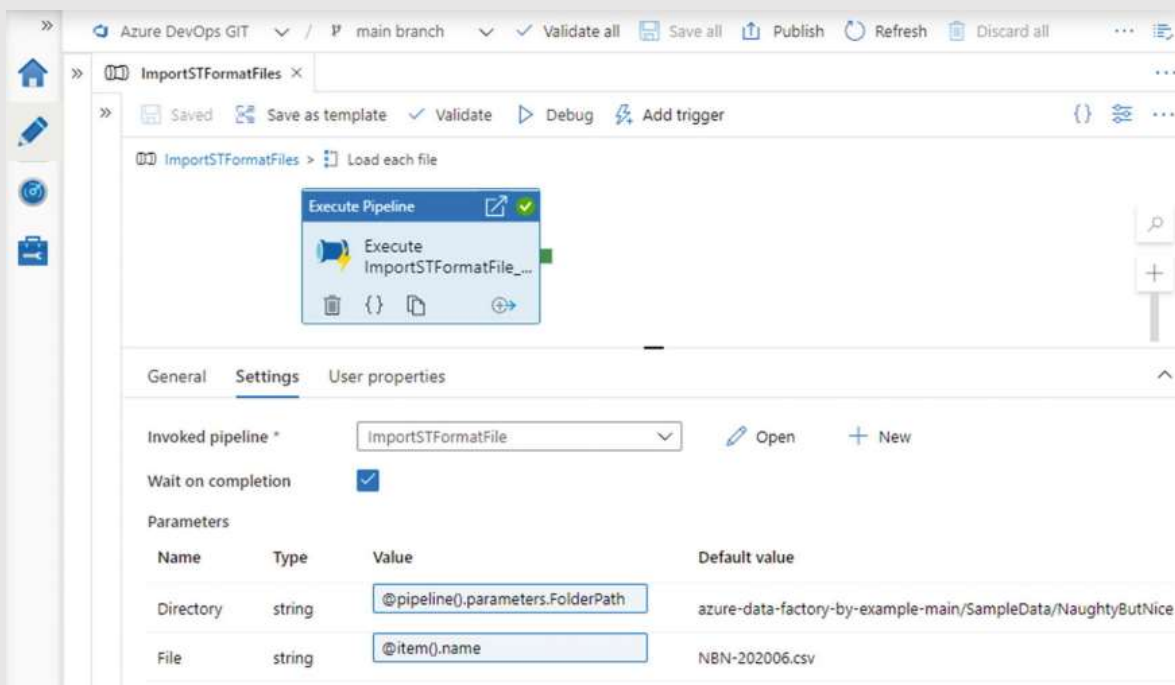 Azure DevOps GIT / main branch Validate all Save all Publish Refresh Discard all
ImportSTFormatFiles
Saved Save as template Validate Debug Add trigger {}
ImportSTFormatFiles > Load each file
Execute Pipeline
Execute
ImportSTFormatFile_...
{}
General Settings User properties
Invoked pipeline * ImportSTFormatFile Open New
Wait on completion
Parameters
Name Type Value Default value
Directory string @pipeline().parameters.FolderPath azure-data-factory-by-example-main/SampleData/NaughtyButNice
File string @item().name NBN-202006.csv